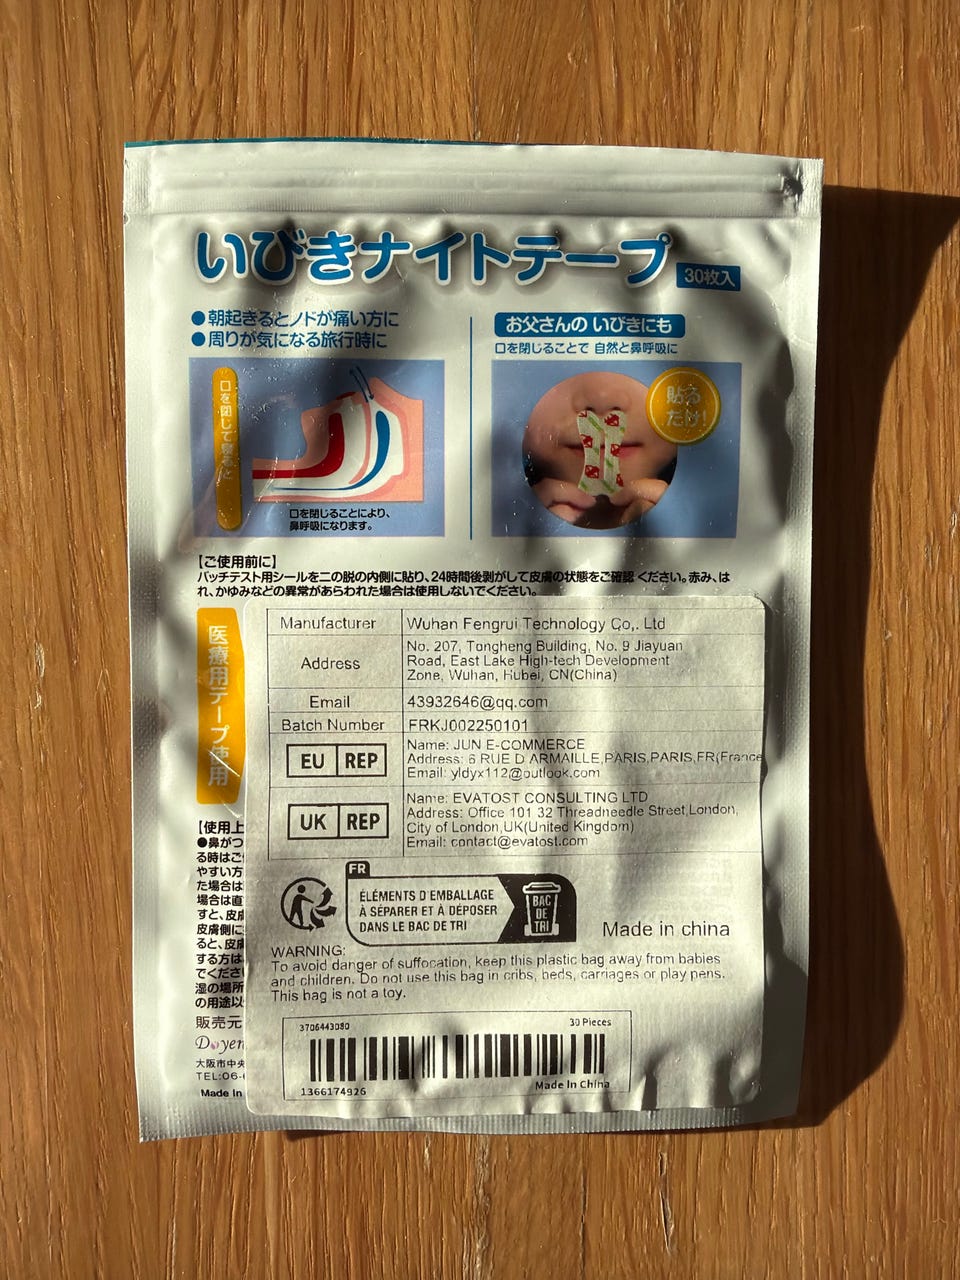 いびきナイトテープ
30枚入
●朝起きるとノドが痛い方に
●周りが気になる旅行時に
お父さんの いびきにも
口を閉じることで 自然と鼻呼吸に
口を閉じて寝ると
口を閉じることにより、
鼻呼吸になります。
貼る
だけ!
【ご使用前に】
パッチテスト用シールを二の脱の内側に貼り、24時間後剥がして皮膚の状態をご確認ください。赤み、は
れ、かゆみなどの異常があらわれた場合は使用しないでください。
医療用テープ使用
Manufacturer Wuhan Fengrui Technology Co,. Ltd
Address No. 207, Tongheng Building, No. 9 Jiayuan
Road, East Lake High-tech Development
Zone, Wuhan, Hubei, CN(China)
Email 43932646@qq.com
Batch Number FRKJ002250101
EU REP
Name: JUN E-COMMERCE
Address: 6 RUE D ARMAILLE,PARIS,PARIS,FR(France
Email: yldyx112@outlook.com
UK REP
Name: EVATOST CONSULTING LTD
Address: Office 101 32 Threadneedle Street,London,
City of London,UK(United Kingdom)
Email: contact@evatost.com
FR
ÉLÉMENTS D'EMBALLAGE
À SÉPARER ET À DÉPOSER
DANS LE BAC DE TRI
BAC
DE
TRI
Made in china
WARNING:
To avoid danger of suffocation, keep this plastic bag away from babies
and children. Do not use this bag in cribs, beds, carriages or play pens.
This bag is not a toy.
3706443080 30 Pieces
1366174926 Made In China
【使用上
●鼻がつ
る時はご
やすい方
た場合は
場合は直
すと、皮膚
皮膚側に
ると、皮膚
する方は
でくださ
湿の場所
の用途以
販売元
Doyen
大阪市中央
TEL:06-
Made In